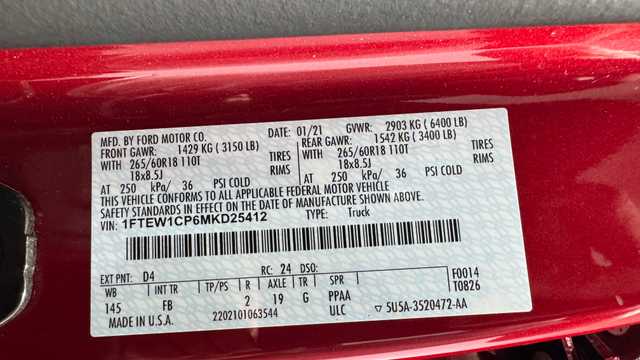 MFD. BY FORD MOTOR CO. DATE: 01/21 GVWR: 2903 KG (6400 LB)
FRONT GAWR: 1429 KG (3150 LB) REAR GAWR: 1542 KG (3400 LB)
265/60R18 110T TIRES 265/60R18 110T TIRES
18x8.5J RIMS 18x8.5J RIMS
AT 250 kPa/ 36 PSI COLD AT 250 kPa/ 36 PSI COLD
THIS VEHICLE CONFORMS TO ALL APPLICABLE FEDERAL MOTOR VEHICLE
SAFETY AND THEFT PREVENTION STANDARDS IN EFFECT ON THE DATE OF MANUFACTURE SHOWN ABOVE.
VIN: 1FTEW1CP6MKD25412 TYPE: Truck
EXT PNT: D4 RC: 24 DSO: F0014
WB INT TR TP/PS R AXLE TR SPR T0826
145 FB 2 19 G PPAA
MADE IN U.S.A. 2202101063544 ULC 5U5A-3520472-AA